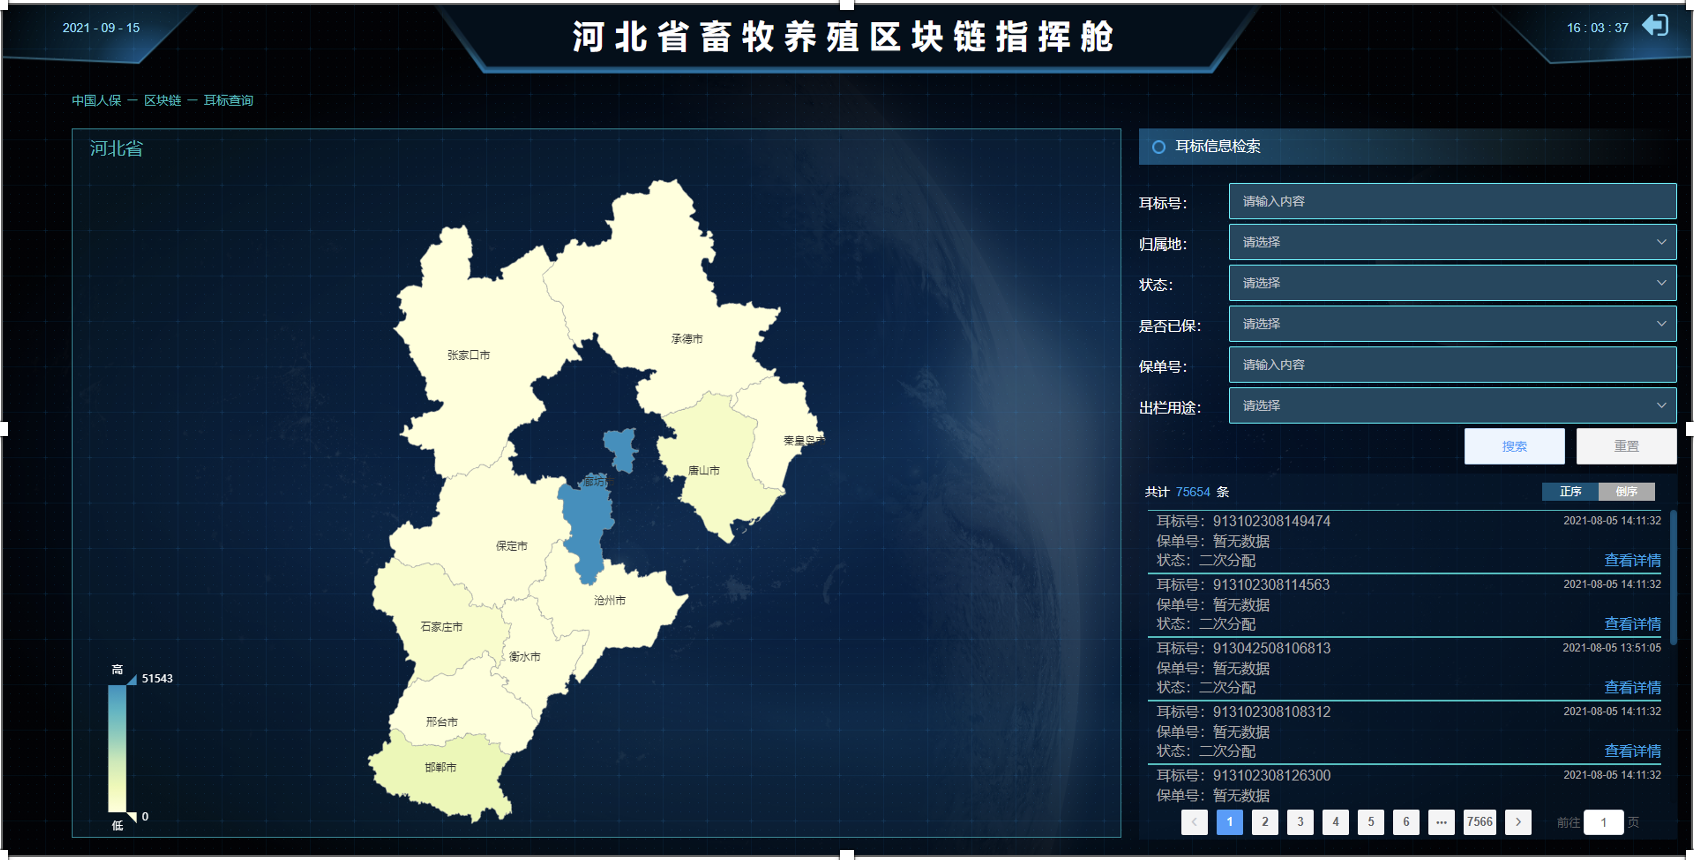 2021 - 09 - 15
河北省畜牧养殖区块链指挥舱
16 : 03 : 37
中国人保 — 区块链 — 耳标查询
河北省
承德市
张家口市
秦皇岛市
唐山市
廊坊市
保定市
沧州市
石家庄市
衡水市
邢台市
邯郸市
高
51543
0
低
耳标信息检索
耳标号： 请输入内容
归属地： 请选择
状态： 请选择
是否已保： 请选择
保单号： 请输入内容
出栏用途： 请选择
搜索 重置
共计 75654 条 正序 倒序
耳标号：913102308149474 2021-08-05 14:11:32
保单号：暂无数据
状态：二次分配 查看详情
耳标号：913102308114563 2021-08-05 14:11:32
保单号：暂无数据
状态：二次分配 查看详情
耳标号：913042508106813 2021-08-05 13:51:05
保单号：暂无数据
状态：二次分配 查看详情
耳标号：913102308108312 2021-08-05 14:11:32
保单号：暂无数据
状态：二次分配 查看详情
耳标号：913102308126300 2021-08-05 14:11:32
保单号：暂无数据
1 2 3 4 5 6 ••• 7566 前往 1 页